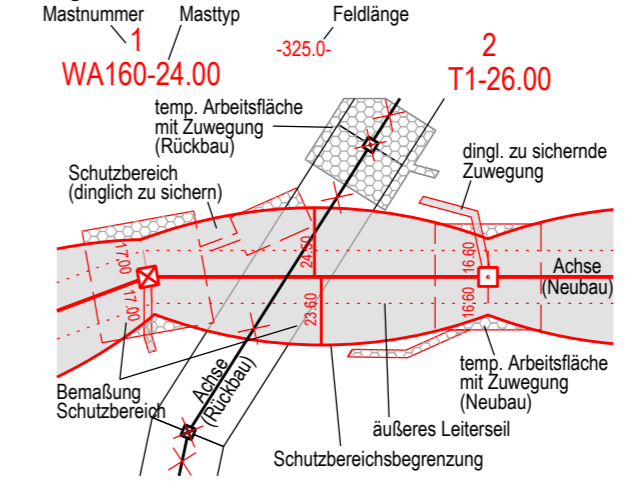 Mastnummer
Masttyp
Feldlänge
1
WA160-24.00
-325.0-
2
T1-26.00
temp. Arbeitsfläche
mit Zuwegung
(Rückbau)
dingl. zu sichernde
Zuwegung
Schutzbereich
(dinglich zu sichern)
17.00
17.00
24.50
23.60
16.60
16.60
Achse
(Neubau)
Achse
(Rückbau)
Bemaßung
Schutzbereich
temp. Arbeitsfläche
mit Zuwegung
(Neubau)
äußeres Leiterseil
Schutzbereichsbegrenzung